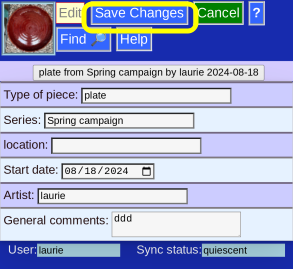 Edit Save Changes Cancel ?
Find 🔎 Help
plate from Spring campaign by laurie 2024-08-18
Type of piece: plate
Series: Spring campaign
location:
Start date: 08/18/2024
Artist: laurie
General comments: ddd
User: laurie Sync status: quiescent